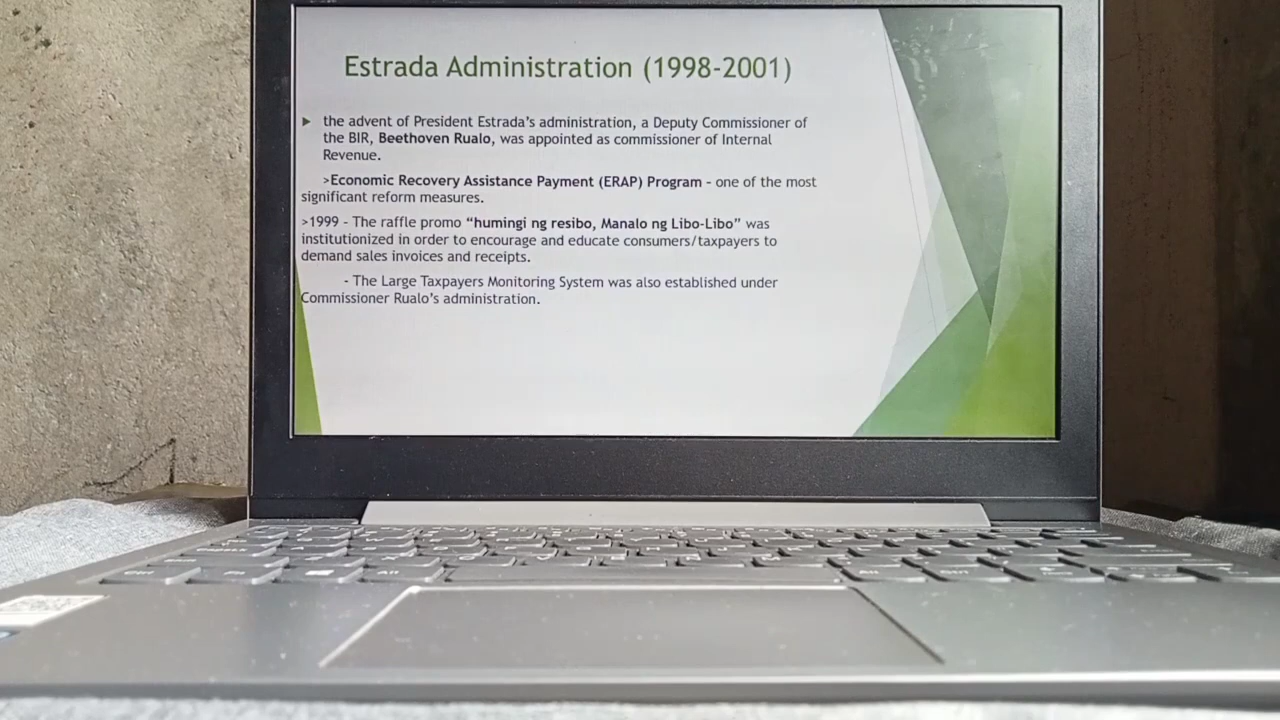 Estrada Administration (1998-2001)
the advent of President Estrada's administration, a Deputy Commissioner of
the BIR, Beethoven Rualo, was appointed as commissioner of Internal
Revenue.
>Economic Recovery Assistance Payment (ERAP) Program - one of the most
significant reform measures.
>1999 - The raffle promo "humingi ng resibo, Manalo ng Libo-Libo" was
institutionized in order to encourage and educate consumers/taxpayers to
demand sales invoices and receipts.
- The Large Taxpayers Monitoring System was also established under
Commissioner Rualo's administration.